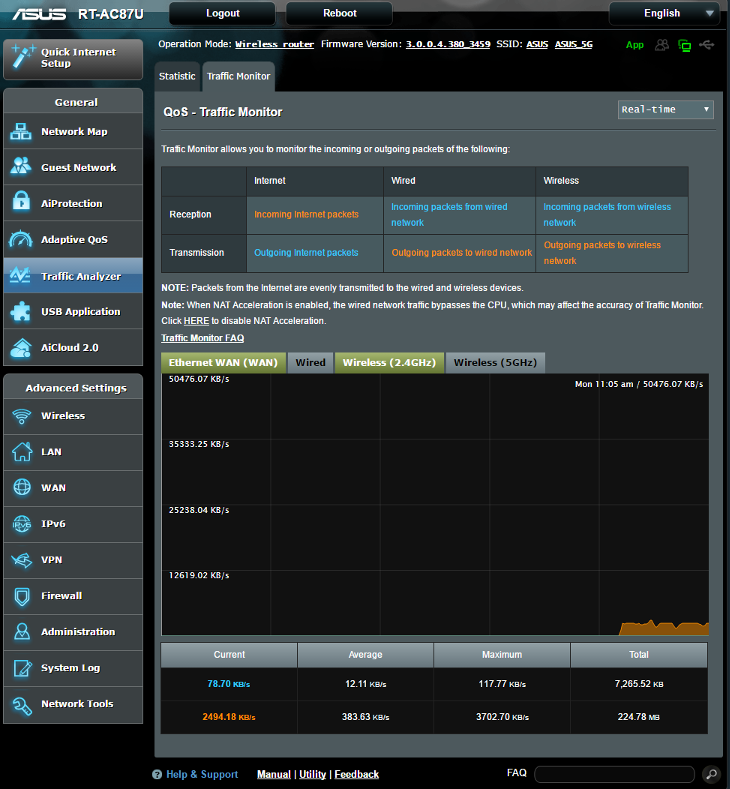 ASUS RT-AC87U Logout Reboot English
Quick Internet
Setup
General
Network Map
Guest Network
AiProtection
Adaptive QoS
Traffic Analyzer
USB Application
AiCloud 2.0
Advanced Settings
Wireless
LAN
WAN
IPv6
IPv6
VPN
Firewall
Administration
System Log
Network Tools
Operation Mode: Wireless router Firmware Version: 3.0.0.4.380_3459 SSID: ASUS ASUS_5G App
Statistic Traffic Monitor
QoS - Traffic Monitor Real-time
Traffic Monitor allows you to monitor the incoming or outgoing packets of the following:
Internet Wired Wireless
Reception Incoming Internet packets Incoming packets from wired network Incoming packets from wireless network
Transmission Outgoing Internet packets Outgoing packets to wired network Outgoing packets to wireless network
NOTE: Packets from the Internet are evenly transmitted to the wired and wireless devices.
Note: When NAT Acceleration is enabled, the wired network traffic bypasses the CPU, which may affect the accuracy of Traffic Monitor.
Click HERE to disable NAT Acceleration.
Traffic Monitor FAQ
Ethernet WAN (WAN) Wired Wireless (2.4GHz) Wireless (5GHz)
50476.07 KB/s
Mon 11:05 am / 50476.07 KB/s
35333.25 KB/s
25238.04 KB/s
12619.02 KB/s
Current Average Maximum Total
78.70 KB/s 12.11 KB/s 117.77 KB/s 7,265.52 KB
2494.18 KB/s 383.63 KB/s 3702.70 KB/s 224.78 MB
? Help & Support Manual | Utility | Feedback FAQ